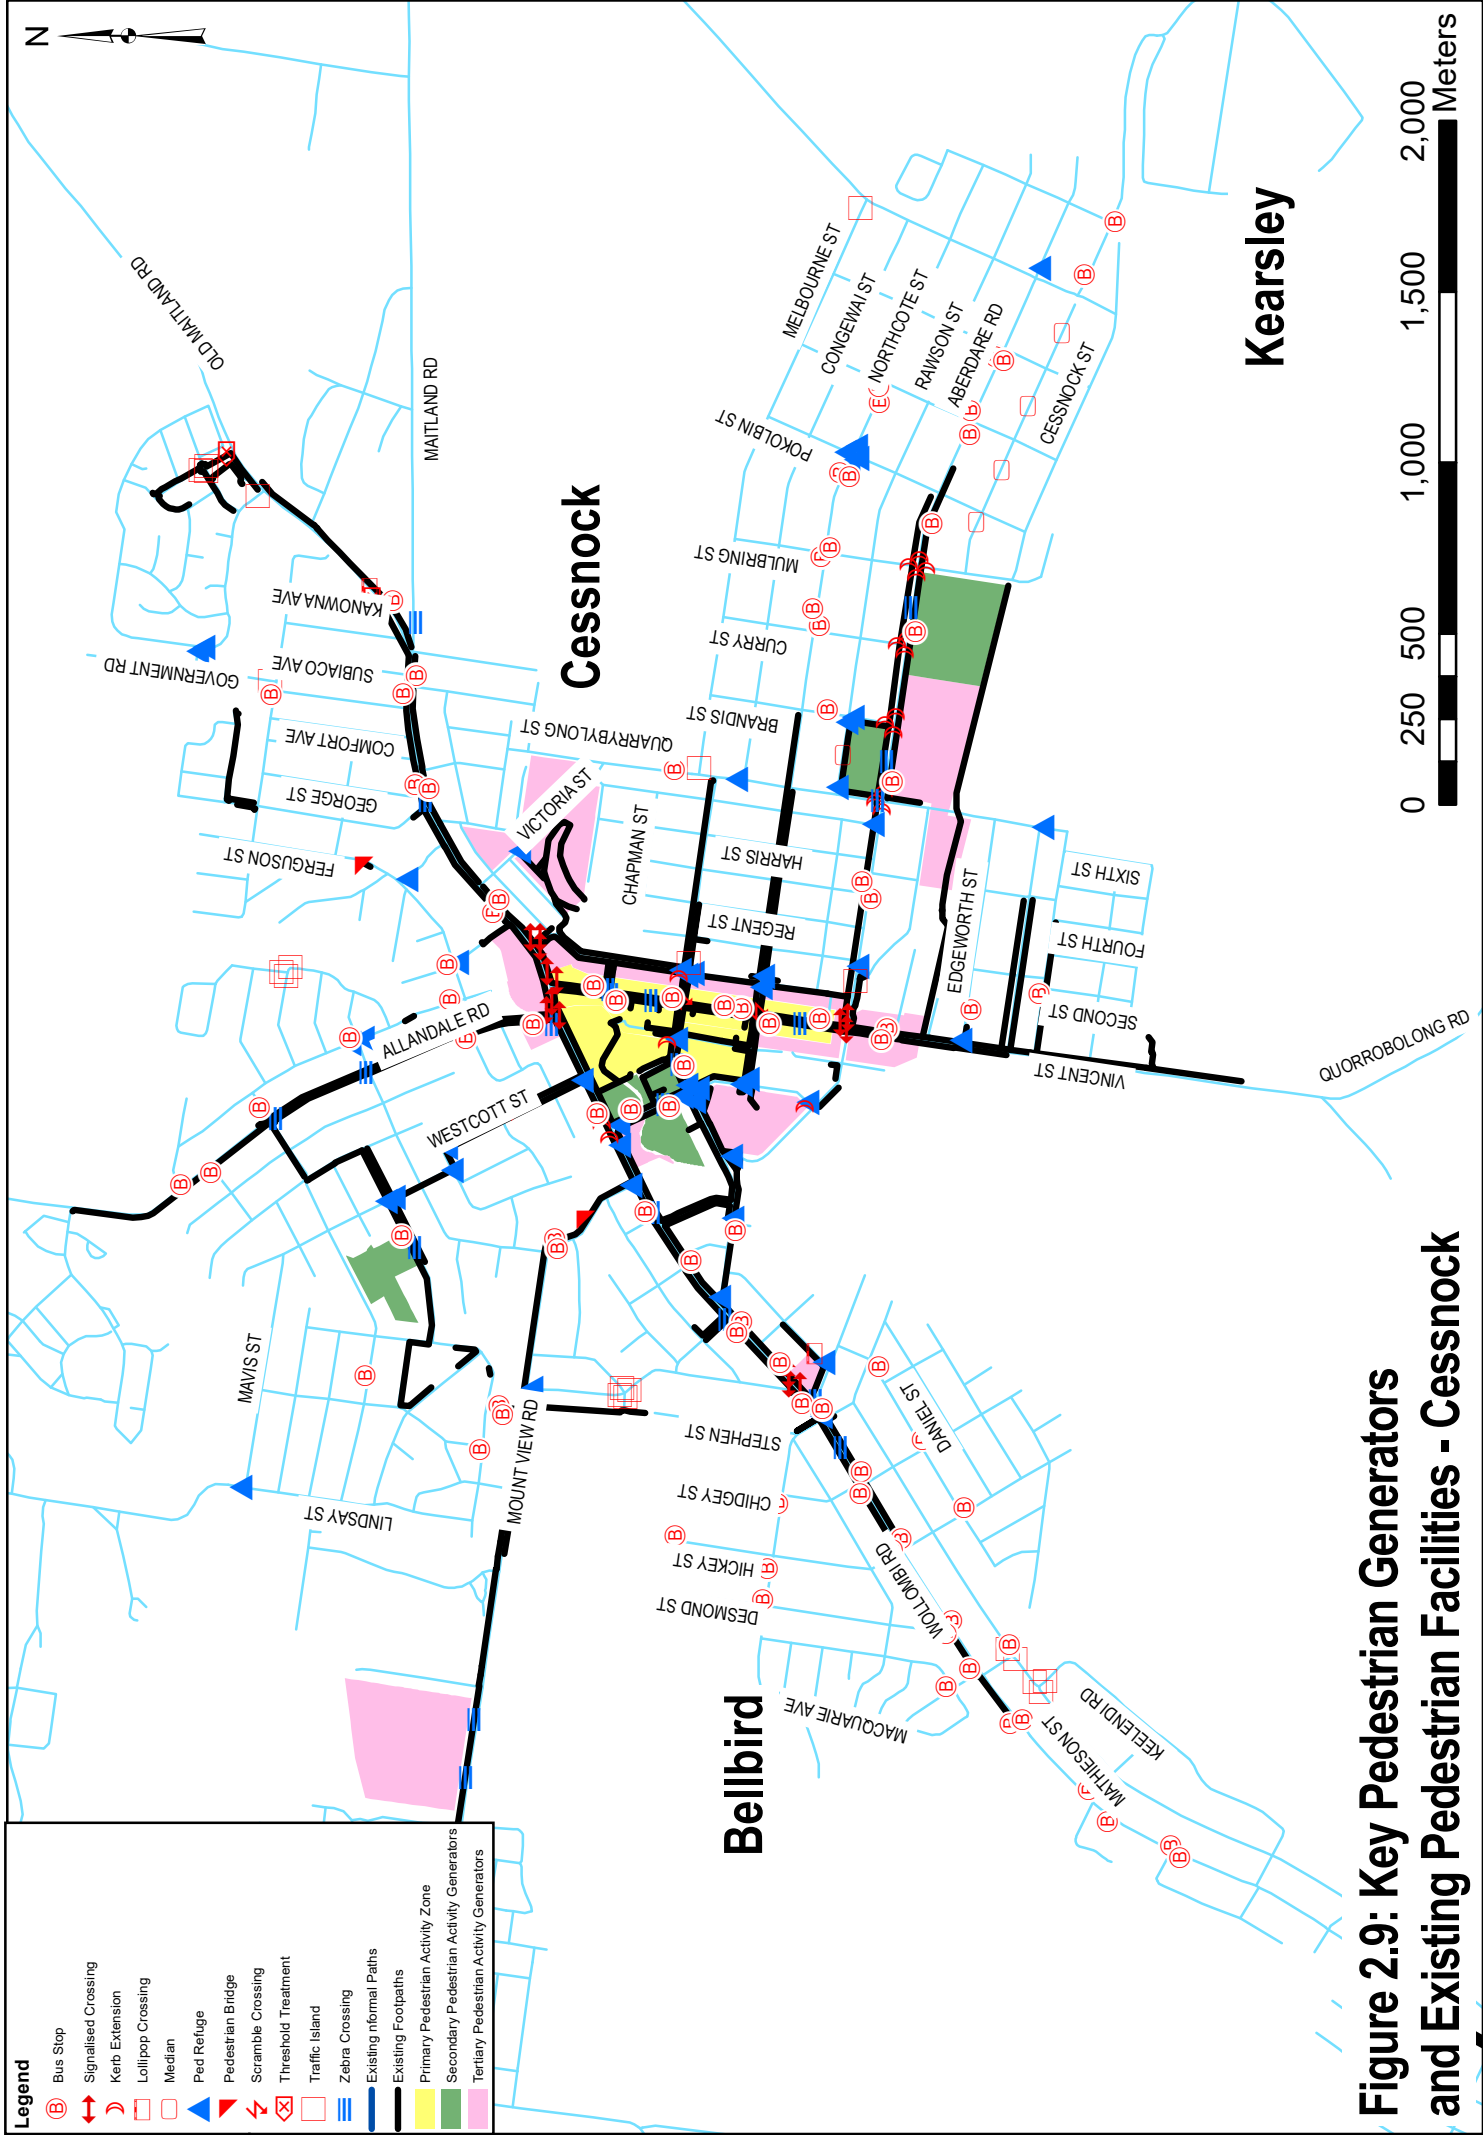 N
Legend
Bus Stop
Signalised Crossing
Kerb Extension
Lollipop Crossing
Median
Ped Refuge
Pedestrian Bridge
Scramble Crossing
Threshold Treatment
Traffic Island
Zebra Crossing
Existing nformal Paths
Existing Footpaths
Primary Pedestrian Activity Zone
Secondary Pedestrian Activity Generators
Tertiary Pedestrian Activity Generators
OLD MAITLAND RD
MAITLAND RD
KANOWNA AVE
SUBIACO AVE
GOVERNMENT RD
COMFORT AVE
GEORGE ST
FERGUSON ST
QUARRYBYLONG ST
VICTORIA ST
CHAPMAN ST
HARRIS ST
REGENT ST
BRANDIS ST
CURRY ST
MULBRING ST
POKOLBIN ST
MELBOURNE ST
CONGEWAI ST
NORTHCOTE ST
RAWSON ST
ABERDARE RD
CESSNOCK ST
EDGEWORTH ST
SIXTH ST
FOURTH ST
SECOND ST
VINCENT ST
QUORROBOLONG RD
ALLANDALE RD
WESTCOTT ST
MAVIS ST
LINDSAY ST
MOUNT VIEW RD
STEPHEN ST
CHIDGEY ST
HICKEY ST
DESMOND ST
DANIEL ST
WOLLOMBI RD
MACQUARIE AVE
MATHIESON ST
KEELENDI RD
Cessnock
Kearsley
Bellbird
0 250 500 1,000 1,500 2,000
Meters
Figure 2.9: Key Pedestrian Generators
and Existing Pedestrian Facilities - Cessnock